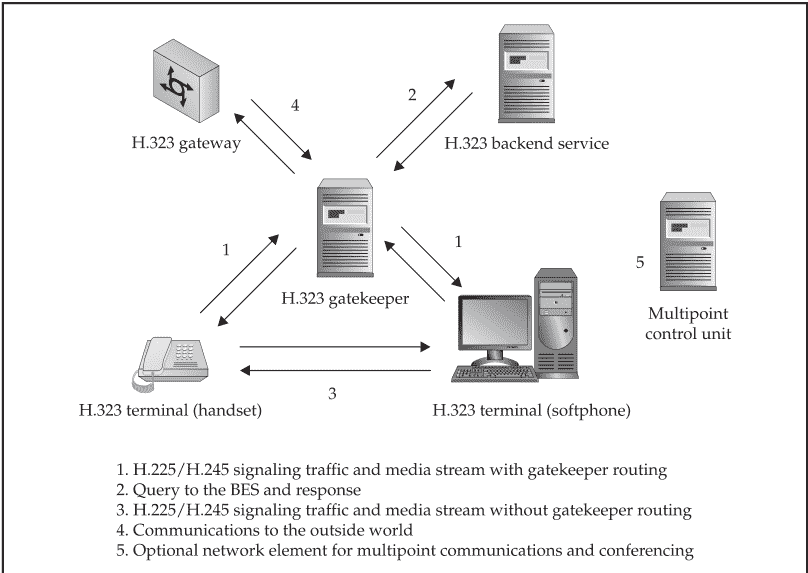 4
2
H.323 gateway
H.323 backend service
1
1
5
H.323 gatekeeper
Multipoint
control unit
3
H.323 terminal (handset)
H.323 terminal (softphone)
1. H.225/H.245 signaling traffic and media stream with gatekeeper routing
2. Query to the BES and response
3. H.225/H.245 signaling traffic and media stream without gatekeeper routing
4. Communications to the outside world
5. Optional network element for multipoint communications and conferencing